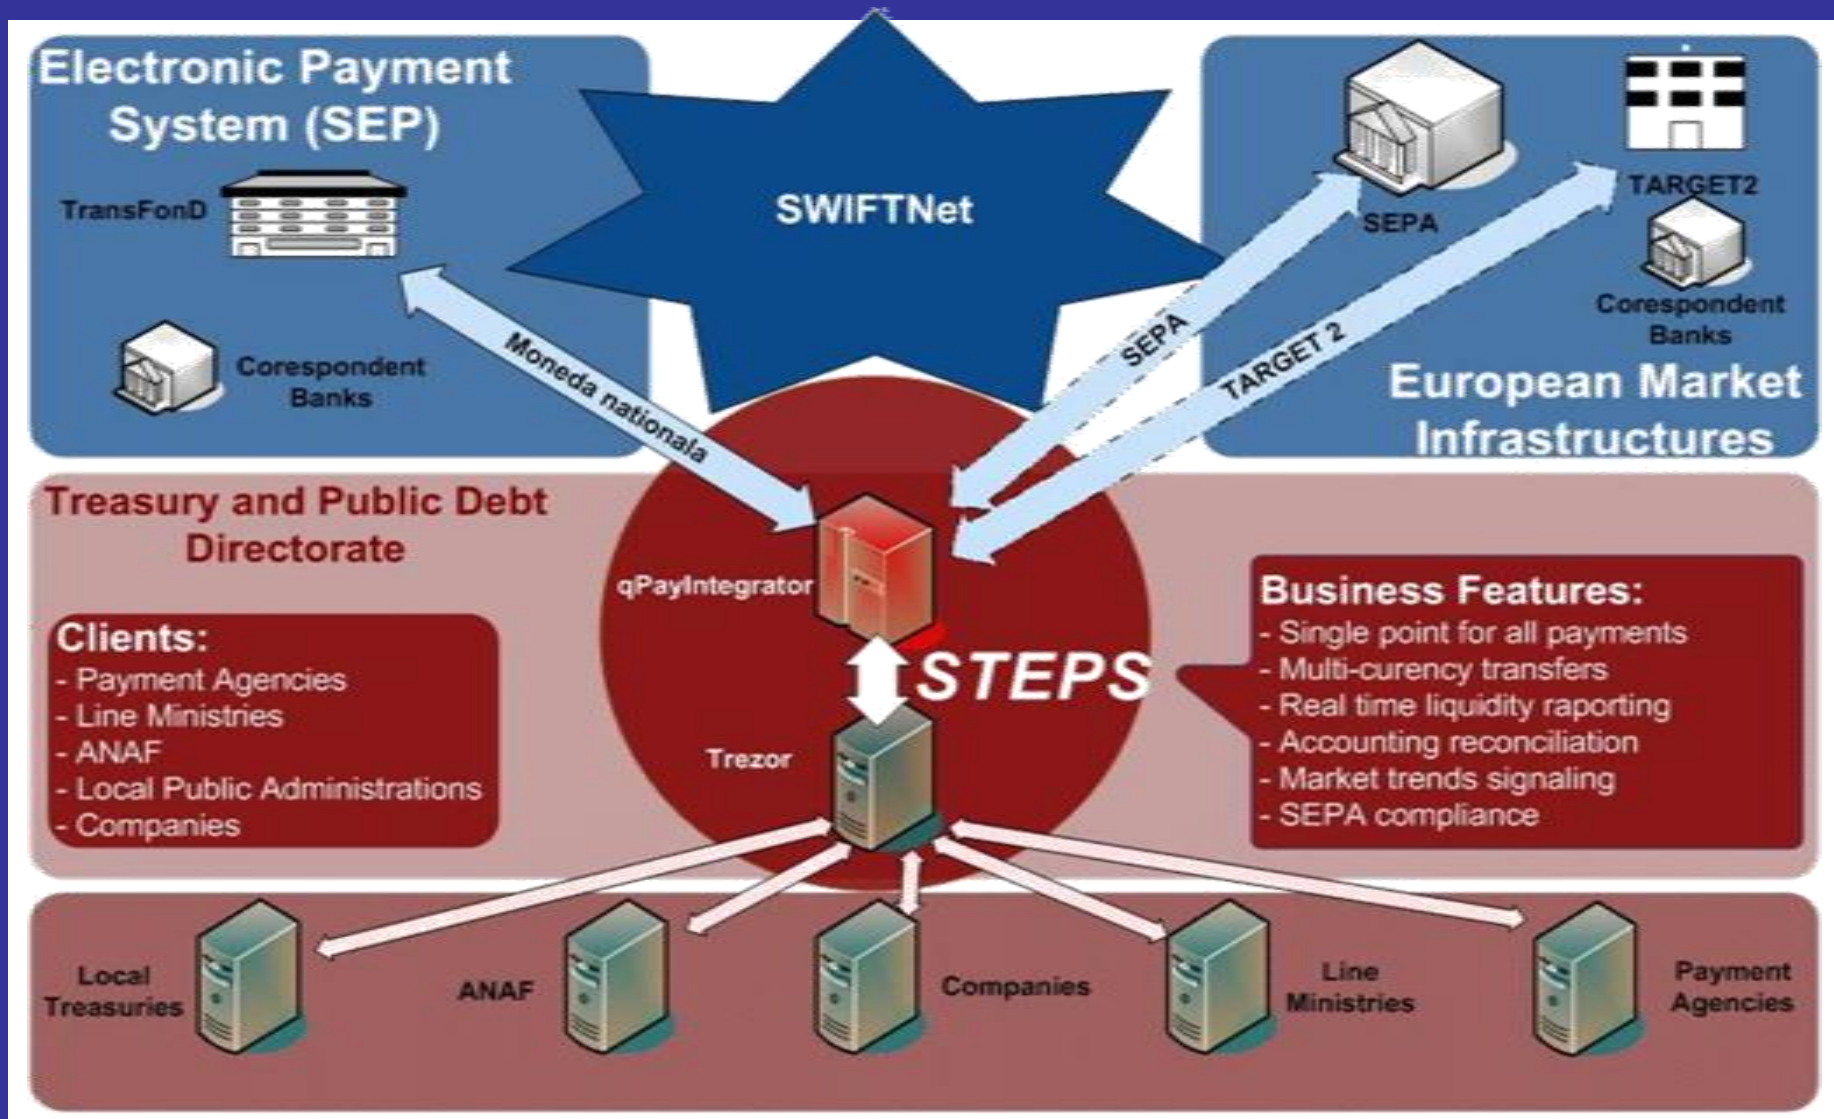 Electronic Payment
System (SEP)
TransFonD
Corespondent
Banks
Moneda nationala
SWIFTNet
SEPA
TARGET2
Corespondent
Banks
SEPA
TARGET 2
European Market
Infrastructures
Treasury and Public Debt
Directorate
Clients:
- Payment Agencies
- Line Ministries
- ANAF
- Local Public Administrations
- Companies
qPayIntegrator
STEPS
Trezor
Business Features:
- Single point for all payments
- Multi-curency transfers
- Real time liquidity raporting
- Accounting reconciliation
- Market trends signaling
- SEPA compliance
Local
Treasuries
ANAF
Companies
Line
Ministries
Payment
Agencies